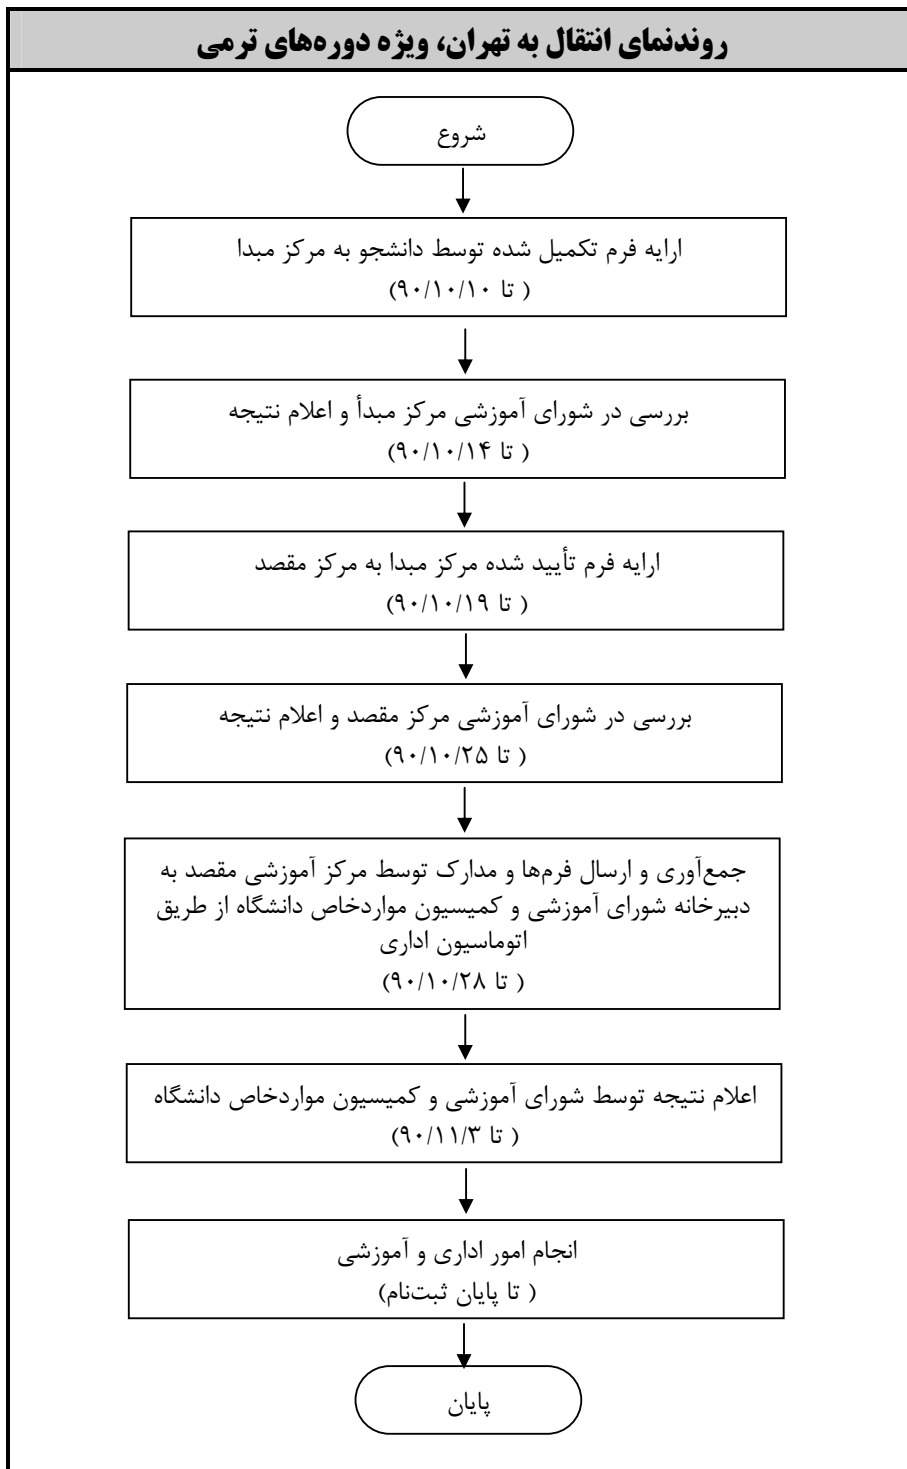 روندنمای انتقال به تهران، ویژه دوره‌های ترمی
شروع
ارایه فرم تکمیل شده توسط دانشجو به مرکز مبدا
( تا ۹۰/۱۰/۱۰)
بررسی در شورای آموزشی مرکز مبدأ و اعلام نتیجه
( تا ۹۰/۱۰/۱۴)
ارایه فرم تأیید شده مرکز مبدا به مرکز مقصد
( تا ۹۰/۱۰/۱۹)
بررسی در شورای آموزشی مرکز مقصد و اعلام نتیجه
( تا ۹۰/۱۰/۲۵)
جمع‌آوری و ارسال فرم‌ها و مدارک توسط مرکز آموزشی مقصد به
دبیرخانه شورای آموزشی و کمیسیون مواردخاص دانشگاه از طریق
اتوماسیون اداری
( تا ۹۰/۱۰/۲۸)
اعلام نتیجه توسط شورای آموزشی و کمیسیون مواردخاص دانشگاه
( تا ۹۰/۱۱/۳)
انجام امور اداری و آموزشی
( تا پایان ثبت‌نام)
پایان